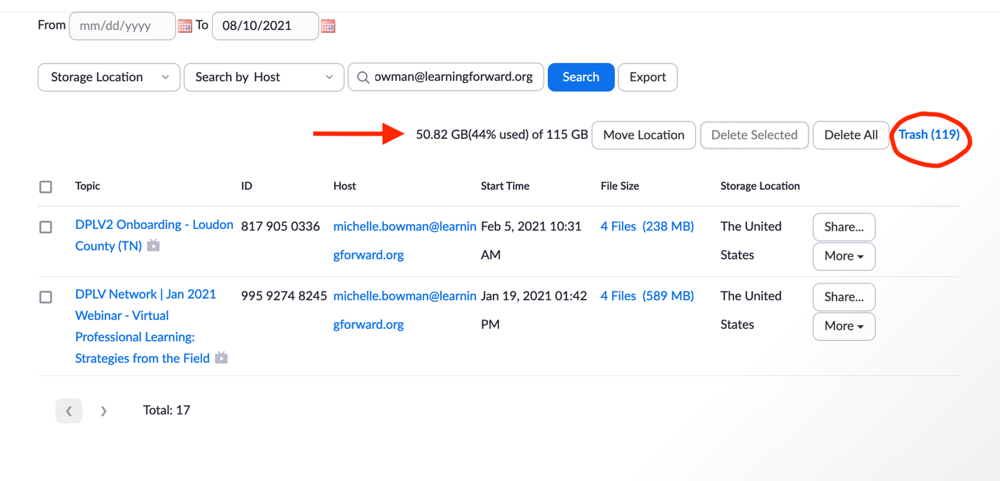 From mm/dd/yyyy To 08/10/2021
Storage Location Search by Host owman@learningforward.org Search Export
50.82 GB(44% used) of 115 GB Move Location Delete Selected Delete All Trash (119)
Topic ID Host Start Time File Size Storage Location
DPLV2 Onboarding - Loudon 817 905 0336 michelle.bowman@learnin Feb 5, 2021 10:31 4 Files (238 MB) The United Share...
County (TN) gforward.org AM States More
DPLV Network | Jan 2021 995 9274 8245 michelle.bowman@learnin Jan 19, 2021 01:42 4 Files (589 MB) The United Share...
Webinar - Virtual gforward.org PM States More
Professional Learning:
Strategies from the Field
Total: 17